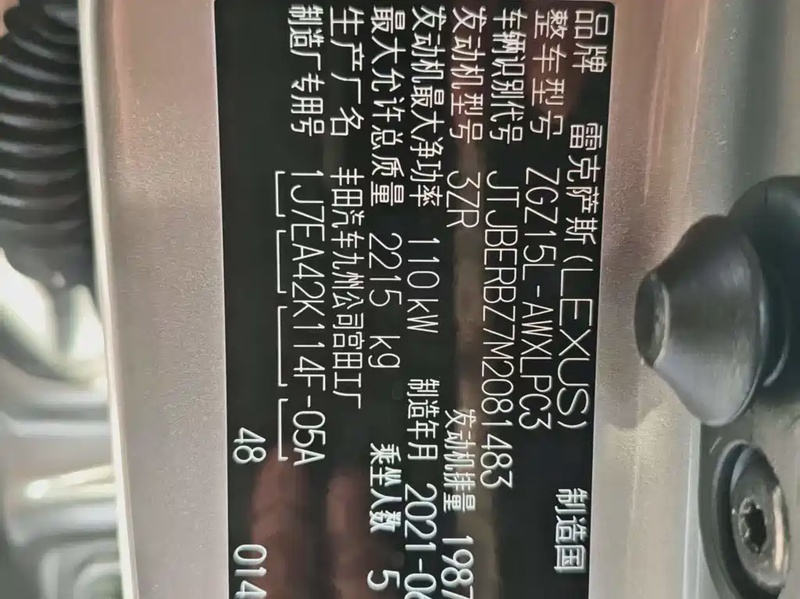 品牌 雷克萨斯(LEXUS) 制造国
整车型号 ZGZ15L-AWXLPC3
车辆识别代号 JTJBERBZ7M2081483
发动机型号 3ZR 发动机排量 1987
发动机最大净功率 110kW 制造年月 2021-06
最大允许总质量 2215 kg 乘坐人数 5
生产厂名 丰田汽车九州公司宫田工厂
制造厂专用号 1J7EA42K114F-05A
48 014